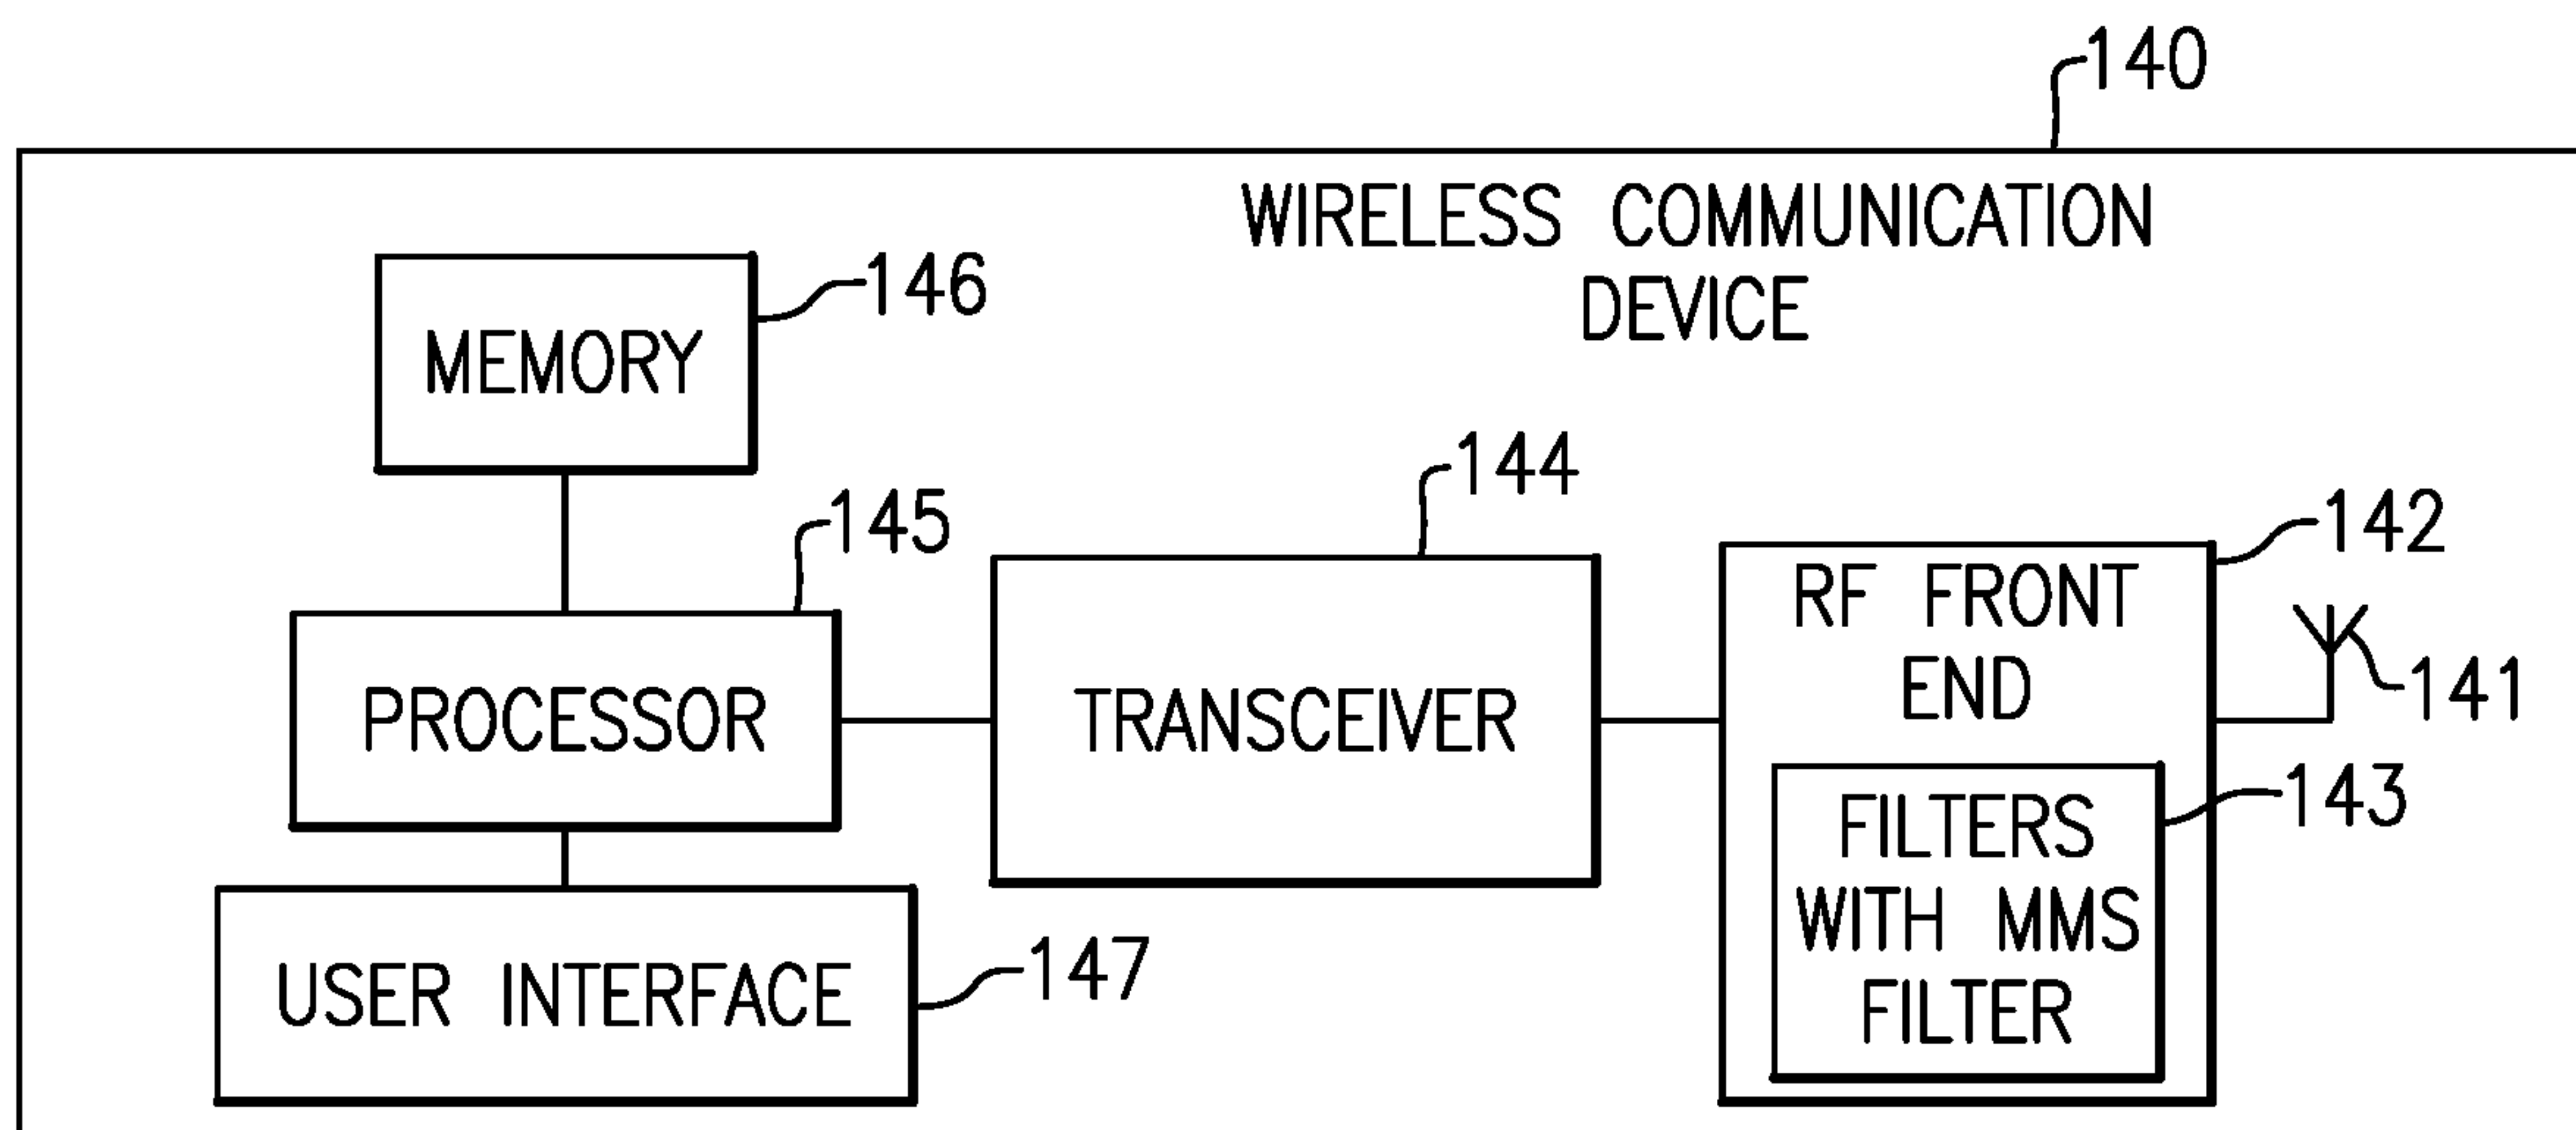 140
WIRELESS COMMUNICATION
DEVICE
146
MEMORY
144
145
142
RF FRONT
END
141
PROCESSOR
TRANSCEIVER
143
FILTERS
WITH MMS
FILTER
147
USER INTERFACE